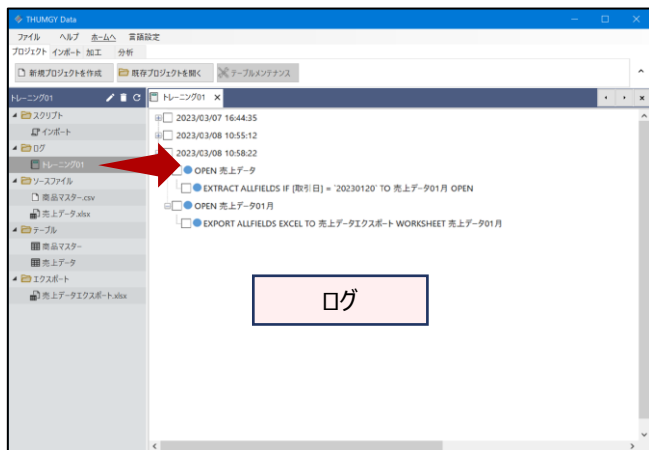 THUMGY Data
ファイル ヘルプ ホームへ 言語設定
プロジェクト インポート 加工 分析
新規プロジェクトを作成 既存プロジェクトを開く テーブルメンテナンス
トレーニング01
トレーニング01
スクリプト
インポート
ログ
トレーニング01
ソースファイル
商品マスター.csv
売上データ.xlsx
テーブル
商品マスター
売上データ
エクスポート
売上データエクスポート.xlsx
2023/03/07 16:44:35
2023/03/08 10:55:12
2023/03/08 10:58:22
OPEN 売上データ
EXTRACT ALLFIELDS IF [取引日] = `20230120` TO 売上データ01月 OPEN
OPEN 売上データ01月
EXPORT ALLFIELDS EXCEL TO 売上データエクスポート WORKSHEET 売上データ01月
ログ